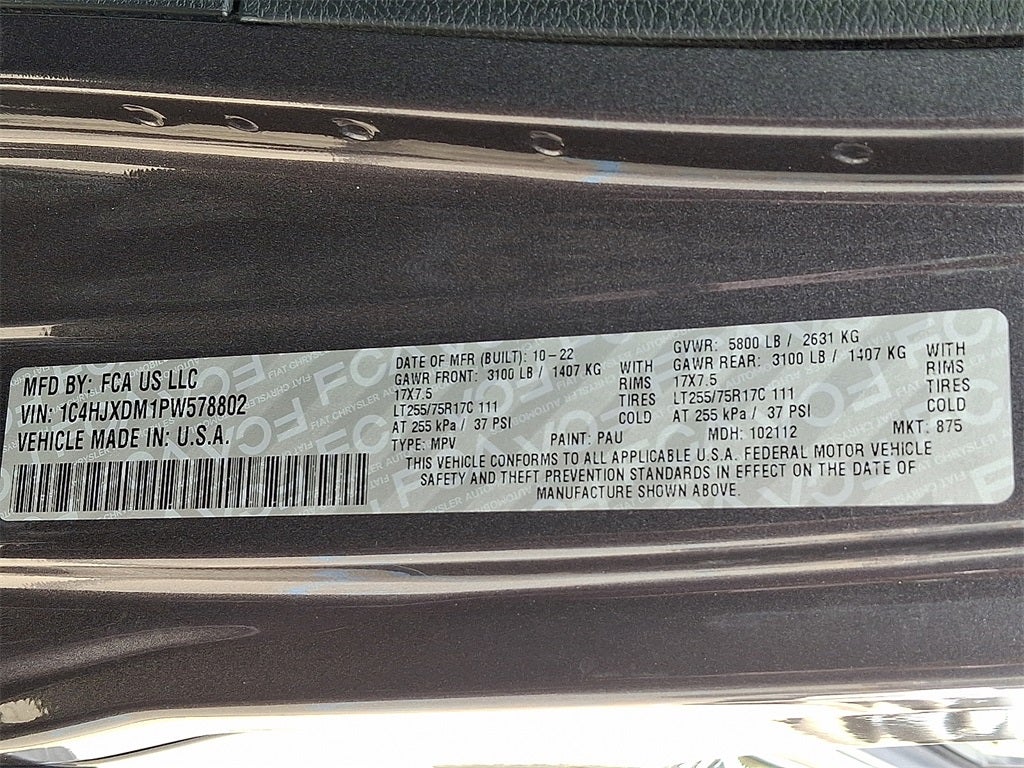 MFD BY: FCA US LLC
VIN: 1C4HJXDM1PW578802
VEHICLE MADE IN: U.S.A.
DATE OF MFR (BUILT): 10-22
GAWR FRONT: 3100 LB / 1407 KG WITH
17X7.5 RIMS
LT255/75R17C 111 TIRES
AT 255 kPa / 37 PSI COLD
GVWR: 5800 LB / 2631 KG
GAWR REAR: 3100 LB / 1407 KG WITH
17X7.5 RIMS
LT255/75R17C 111 TIRES
AT 255 kPa / 37 PSI COLD
TYPE: MPV PAINT: PAU MDH: 102112 MKT: 875
THIS VEHICLE CONFORMS TO ALL APPLICABLE U.S.A. FEDERAL MOTOR VEHICLE
SAFETY AND THEFT PREVENTION STANDARDS IN EFFECT ON THE DATE OF
MANUFACTURE SHOWN ABOVE.